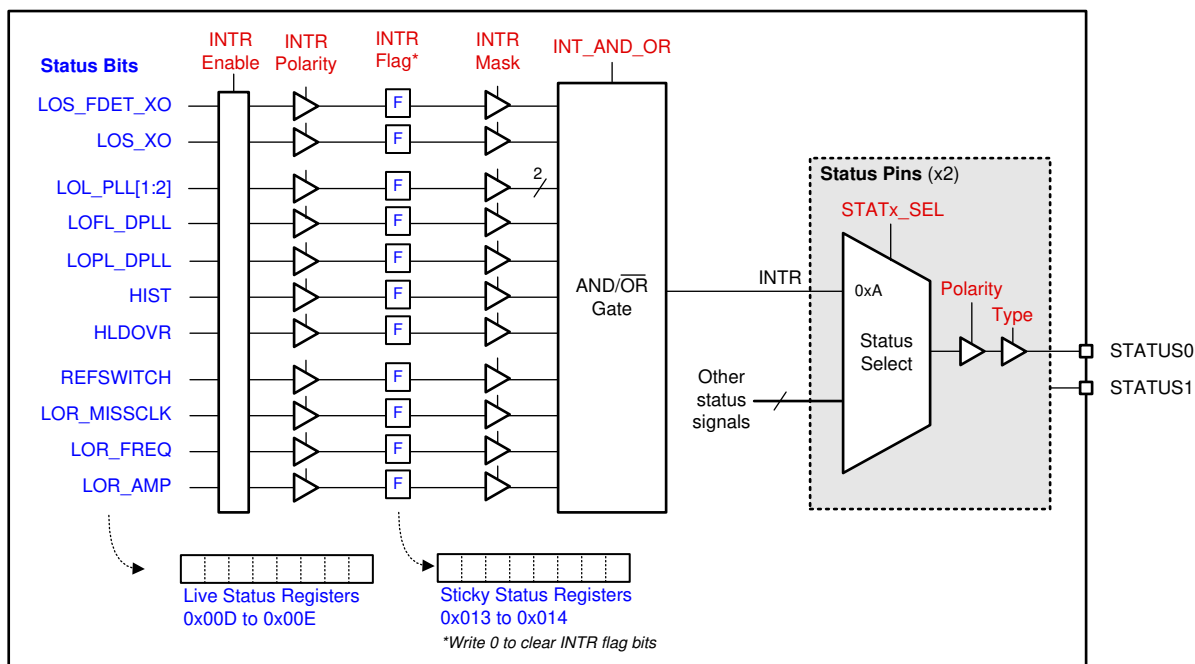 Status Bits
INTR
Enable
INTR
Polarity
INTR
Flag*
INTR
Mask
INT_AND_OR
LOS_FDET_XO
F
LOS_XO
F
LOL_PLL[1:2]
F
2
LOFL_DPLL
F
LOPL_DPLL
F
HIST
F
HLDOVR
F
REFSWITCH
F
LOR_MISSCLK
F
LOR_FREQ
F
LOR_AMP
F
AND/OR
Gate
INTR
Other
status
signals
Status Pins (x2)
STATx_SEL
0xA
Status
Select
Polarity
Type
STATUS0
STATUS1
Live Status Registers
0x00D to 0x00E
Sticky Status Registers
0x013 to 0x014
*Write 0 to clear INTR flag bits